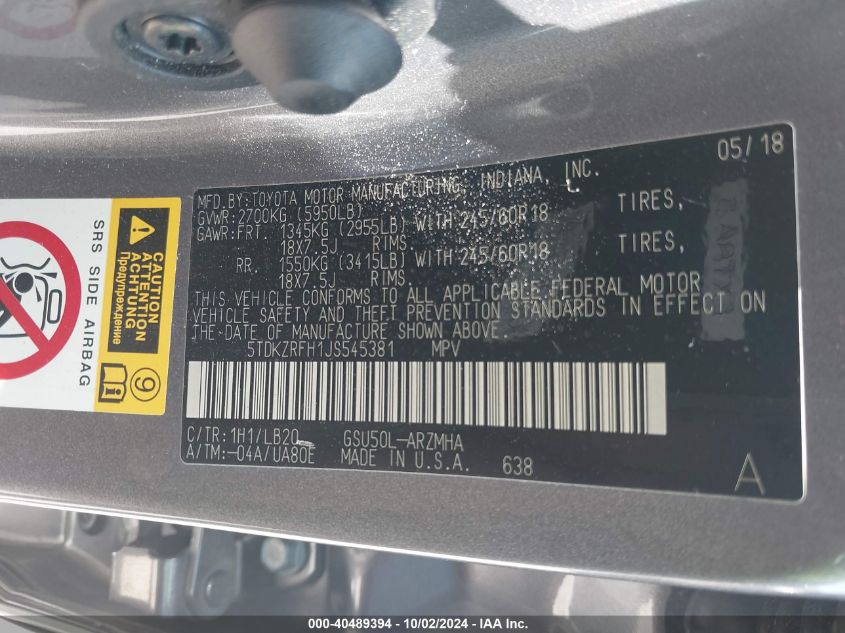 MFD.BY:TOYOTA MOTOR MANUFACTURING, INDIANA, INC. 05/18
GVWR:2700KG (5950LB)
GAWR:FRT. 1345KG (2955LB) WITH 245/60R18 TIRES,
18X7.5J RIMS
RR. 1550KG (3415LB) WITH 245/60R18 TIRES,
18X7.5J RIMS
THIS VEHICLE CONFORMS TO ALL APPLICABLE FEDERAL MOTOR
VEHICLE SAFETY AND THEFT PREVENTION STANDARDS IN EFFECT ON
THE DATE OF MANUFACTURE SHOWN ABOVE.
5TDKZRFH1JS545381 MPV
C/TR:1H1/LB20 GSU50L-ARZMHA
A/TM:-04A/UA80E MADE IN U.S.A. 638
A
SRS SIDE AIRBAG
CAUTION
ATTENTION
ACHTUNG
Предупреждение
9
000-40489394 - 10/02/2024 - IAA Inc.